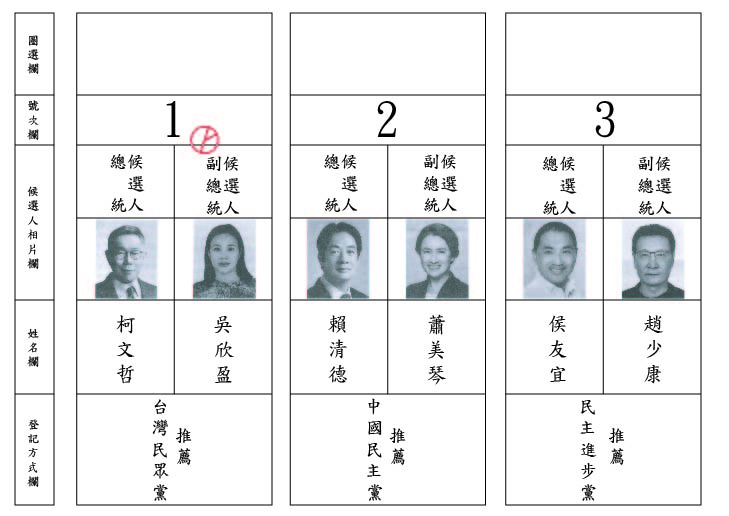 圈選欄
號次欄
候選人相片欄
姓名欄
登記方式欄
1
總統
候選人
副總統
候選人
柯文哲
吳欣盈
台灣民眾黨
推薦
2
總統
候選人
副總統
候選人
賴清德
蕭美琴
中國民主黨
推薦
3
總統
候選人
副總統
候選人
侯友宜
趙少康
民主進步黨
推薦